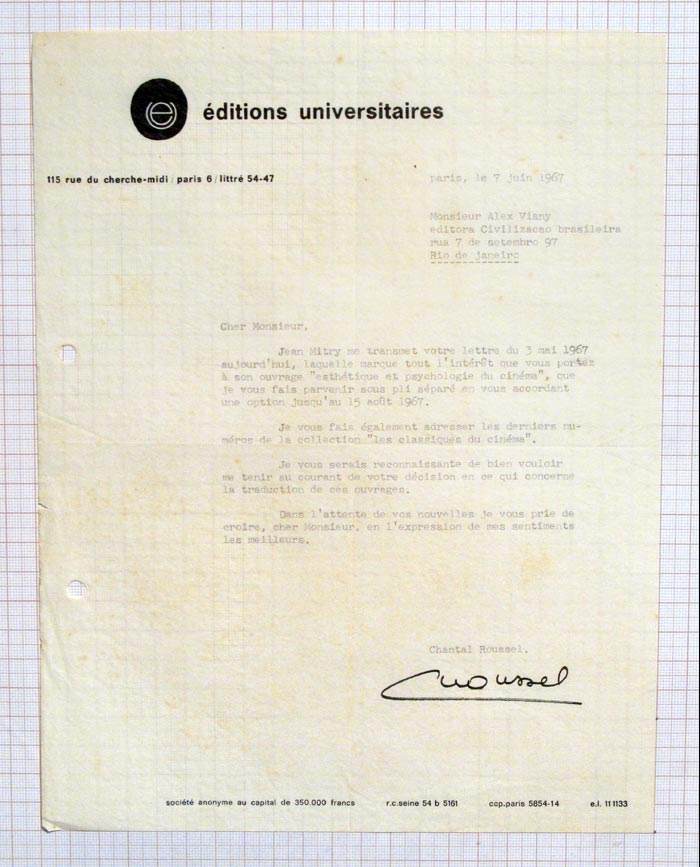 e
éditions universitaires
115 rue du cherche-midi / paris 6 / littré 54-47
paris, le 7 juin 1967
Monsieur Alex Viany
editora Civilizacao brasileira
rua 7 de setembro 97
Rio de janeiro
Cher Monsieur,
Jean Mitry me transmet votre lettre du 3 mai 1967
aujourd'hui, laquelle marque tout l'intérêt que vous portez
à son ouvrage "esthétique et psychologie du cinéma", que
je vous fais parvenir sous pli séparé en vous accordant
une option jusqu'au 15 août 1967.
Je vous fais également adresser les derniers nu-
méros de la collection "les classiques du cinéma".
Je vous serais reconnaissante de bien vouloir
me tenir au courant de votre décision en ce qui concerne
la traduction de ces ouvrages.
Dans l'attente de vos nouvelles je vous prie de
croire, cher Monsieur, en l'expression de mes sentiments
les meilleurs.
Chantal Roussel.
CRoussel
société anonyme au capital de 350.000 francs r.c.seine 54 b 5161 ccp.paris 5854-14 e.l. 111133